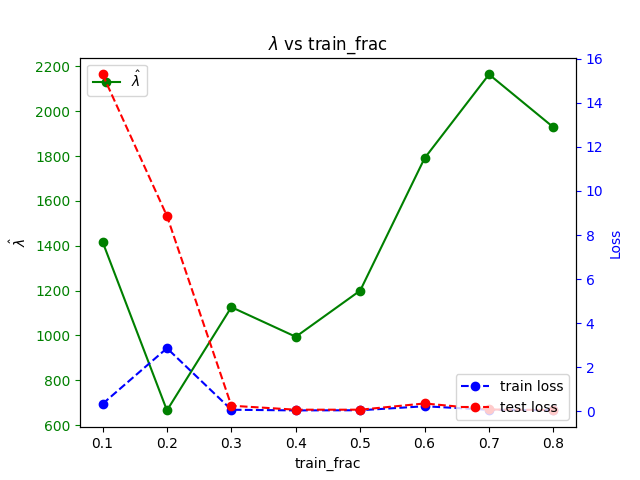 λ vs train_frac
2200
2000
1800
1600
1400
1200
1000
800
600
λ̂
λ̂
16
14
12
10
8
6
4
2
0
Loss
train loss
test loss
0.1 0.2 0.3 0.4 0.5 0.6 0.7 0.8
train_frac